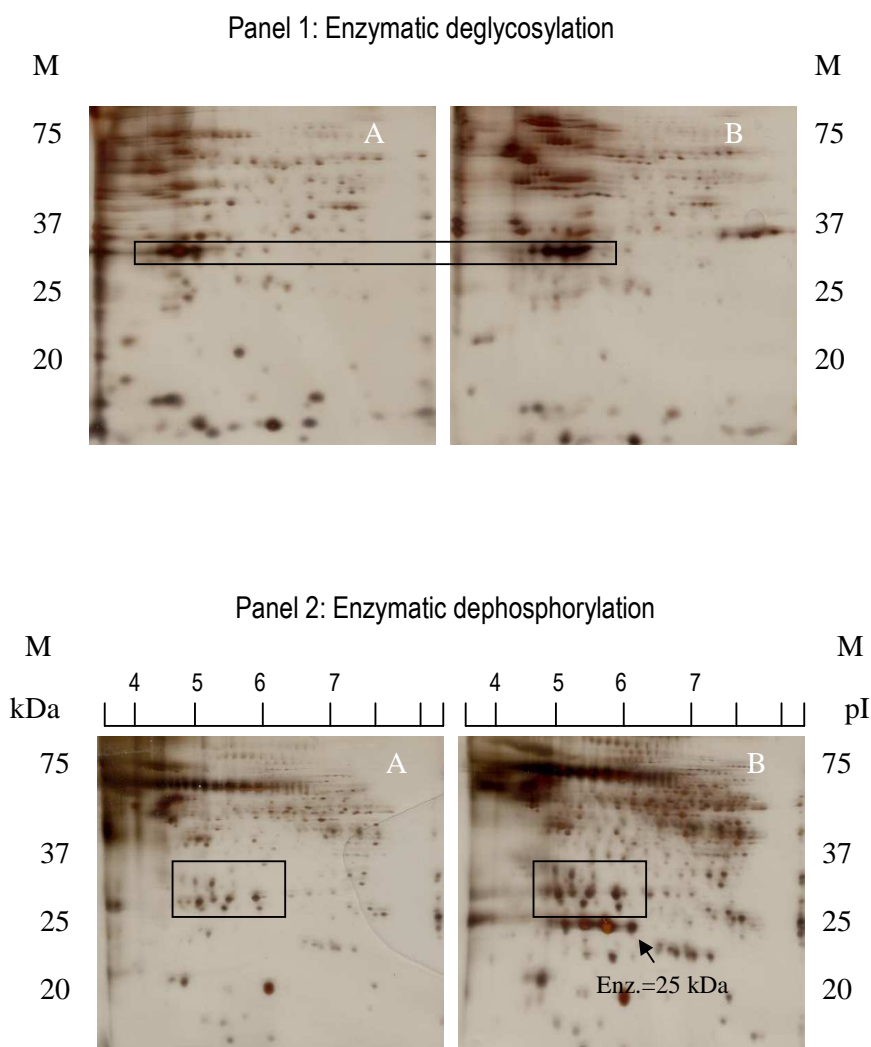 Panel 1: Enzymatic deglycosylation
M M
75 A B 75
37 37
25 25
20 20
Panel 2: Enzymatic dephosphorylation
M M
4 5 6 7 4 5 6 7
kDa pI
75 A B 75
37 37
25 25
Enz.=25 kDa
20 20